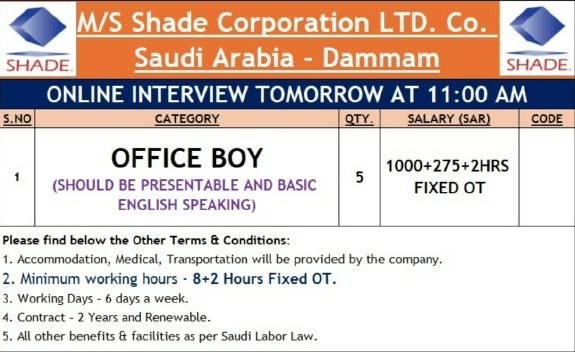 M/S Shade Corporation LTD. Co.
Saudi Arabia - Dammam
SHADE.
SHADE.
ONLINE INTERVIEW TOMORROW AT 11:00 AM
S.NO CATEGORY QTY. SALARY (SAR) CODE
1 OFFICE BOY 5 1000+275+2HRS
(SHOULD BE PRESENTABLE AND BASIC FIXED OT
ENGLISH SPEAKING)
Please find below the Other Terms & Conditions:
1. Accommodation, Medical, Transportation will be provided by the company.
2. Minimum working hours - 8+2 Hours Fixed OT.
3. Working Days - 6 days a week.
4. Contract - 2 Years and Renewable.
5. All other benefits & facilities as per Saudi Labor Law.